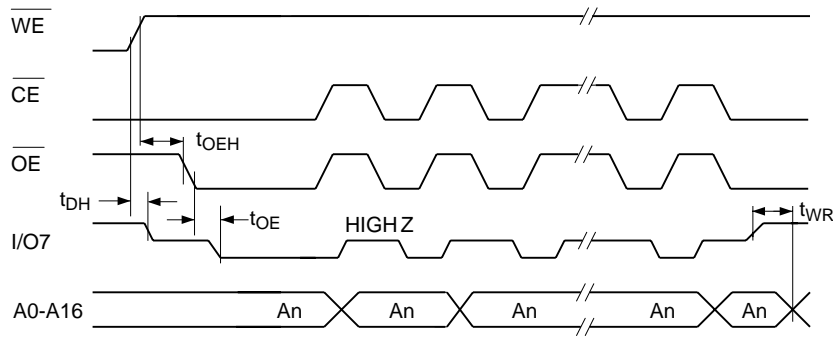 WE
CE
tOEH
OE
tDH
tOE
HIGH Z
tWR
I/O7
A0-A16 An An An An An